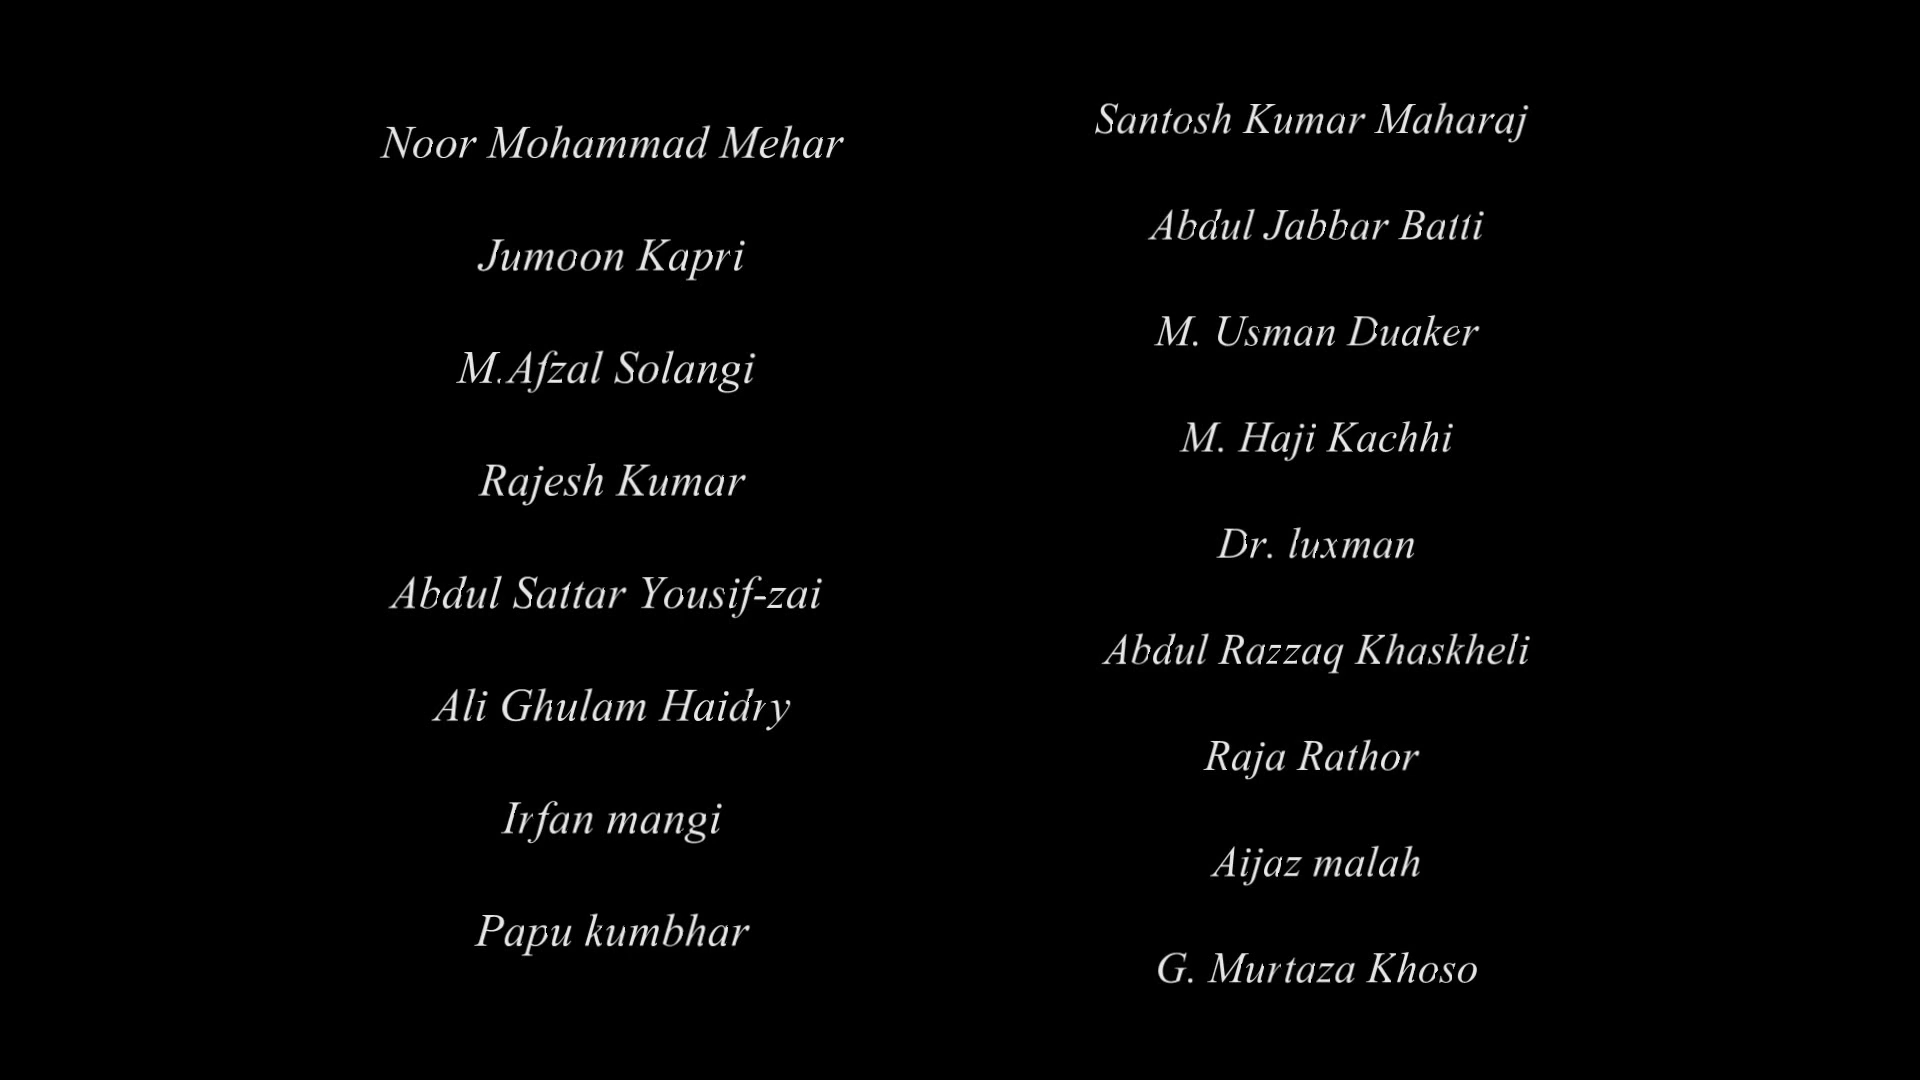 Noor Mohammad Mehar
Jumoon Kapri
M.Afzal Solangi
Rajesh Kumar
Abdul Sattar Yousif-zai
Ali Ghulam Haidry
Irfan mangi
Papu kumbhar
Santosh Kumar Maharaj
Abdul Jabbar Batti
M. Usman Duaker
M. Haji Kachhi
Dr. luxman
Abdul Razzaq Khaskheli
Raja Rathor
Aijaz malah
G. Murtaza Khoso